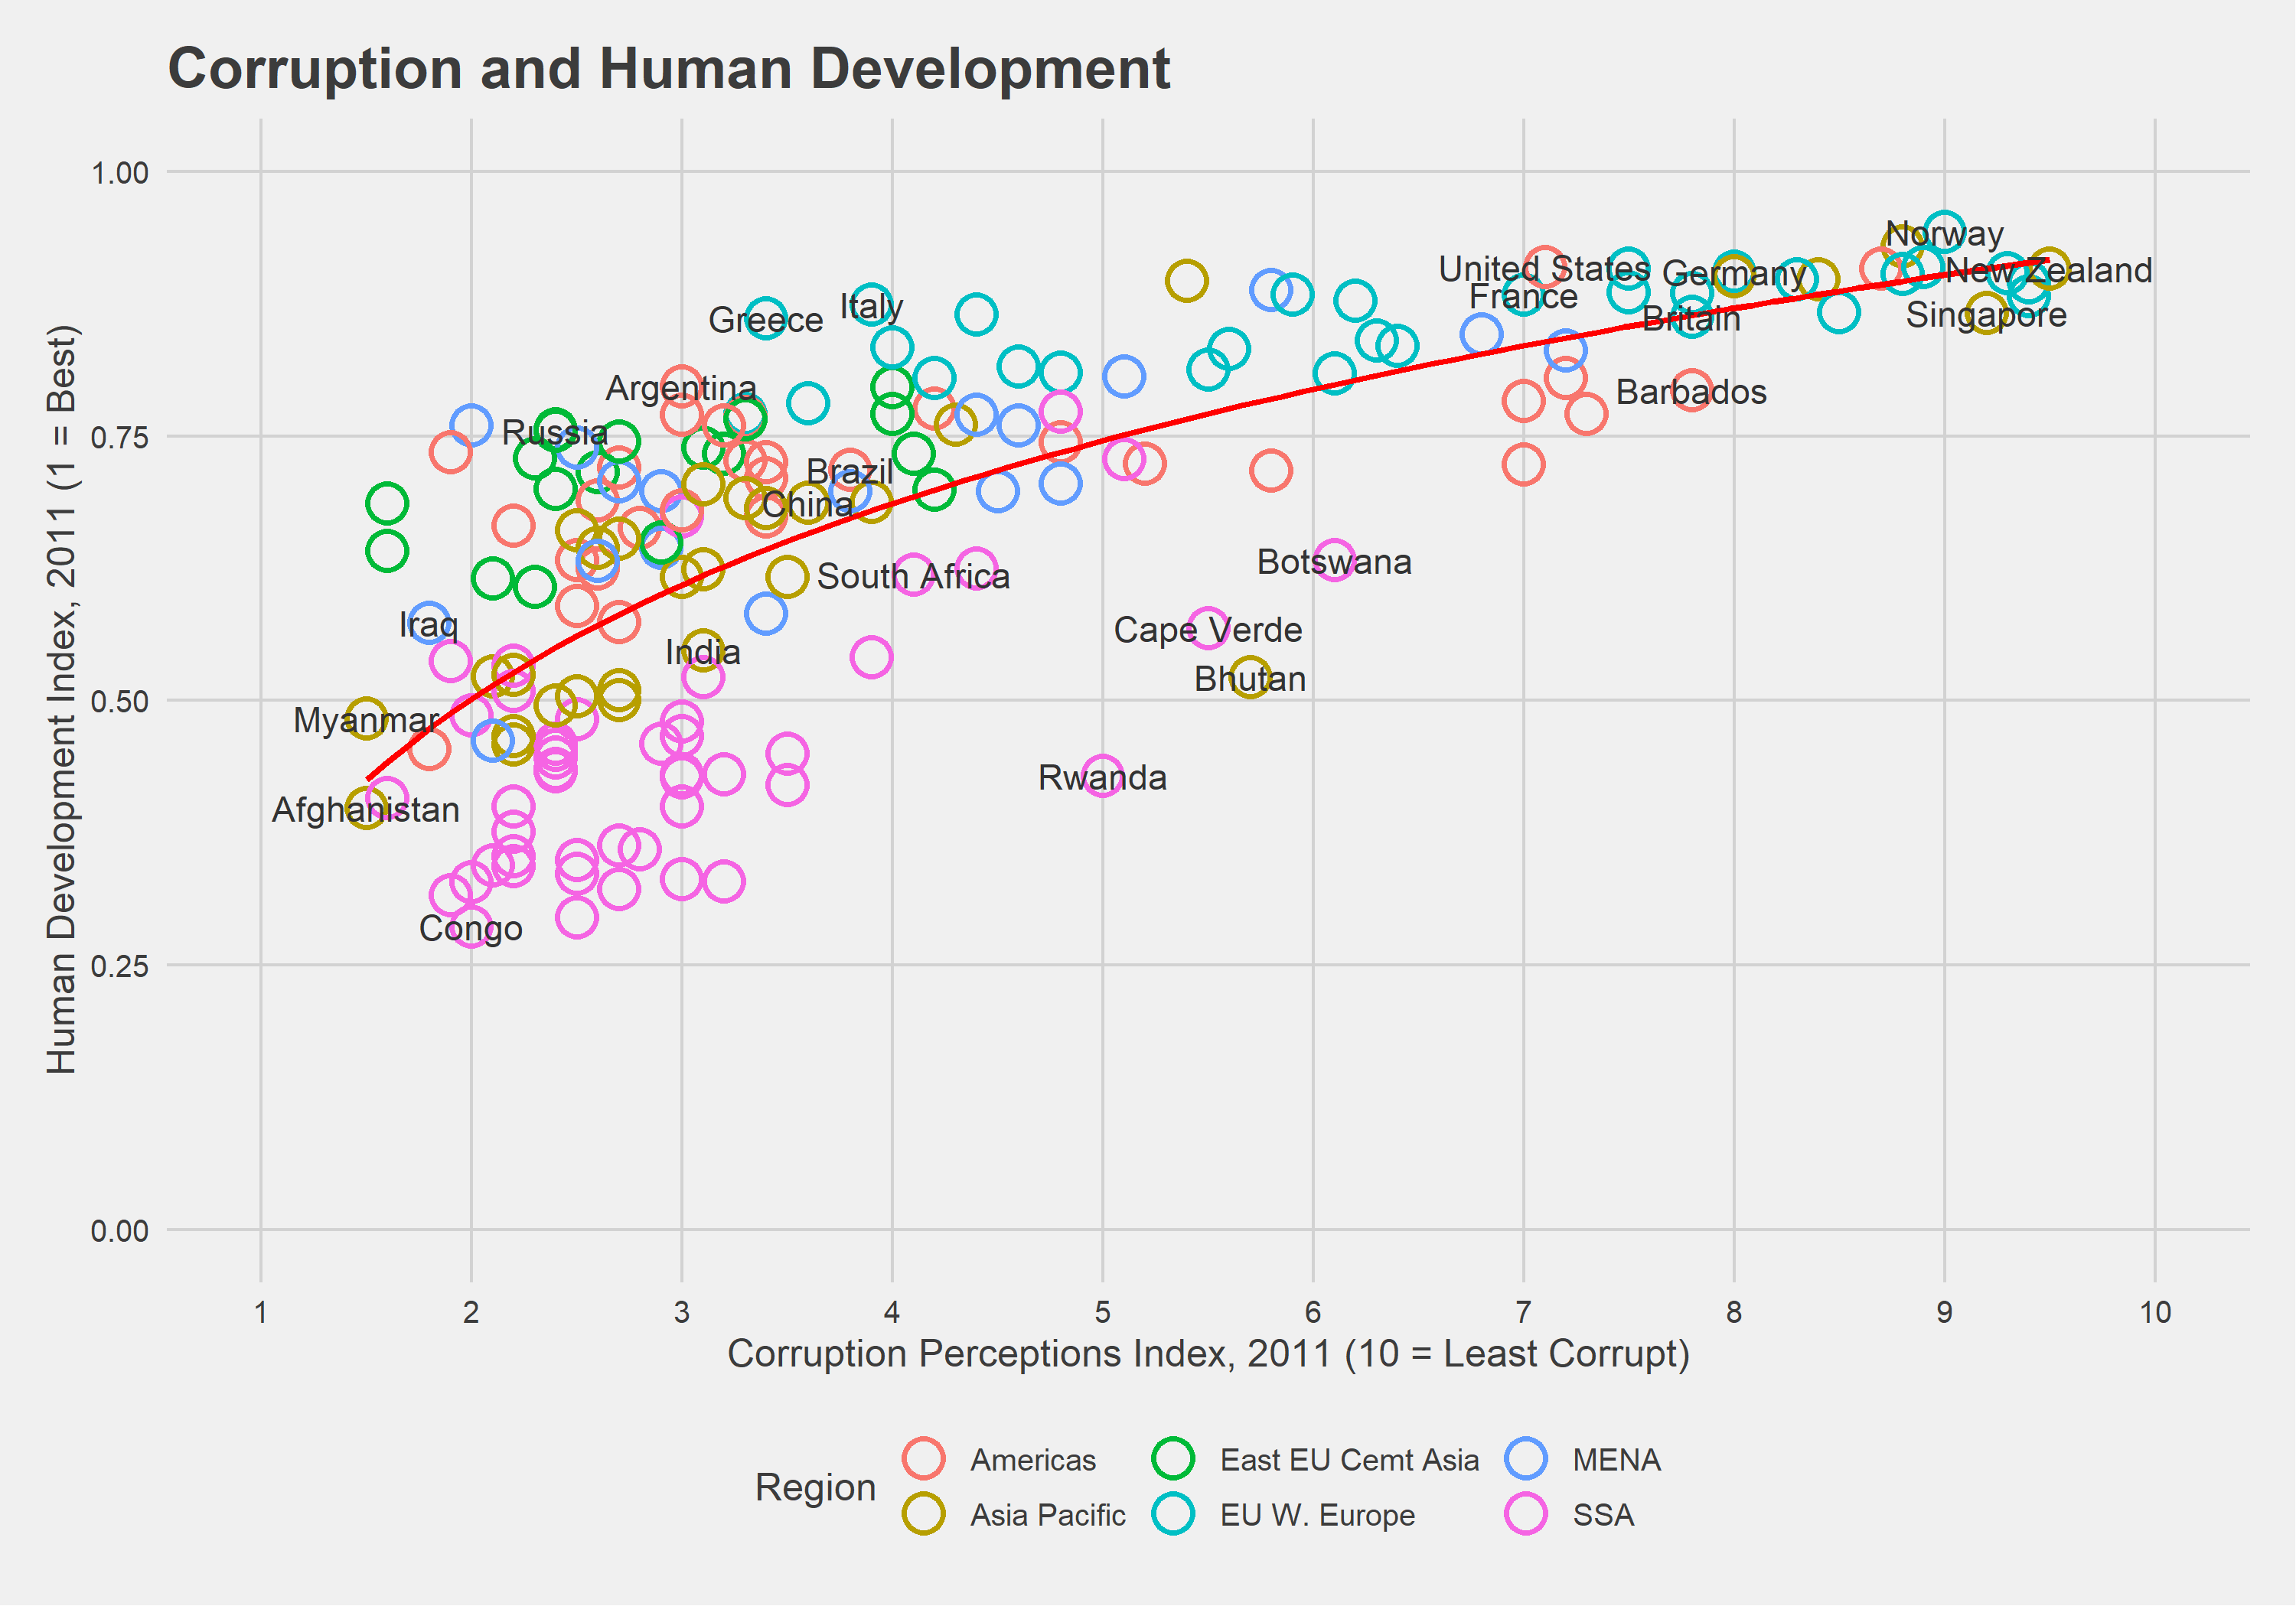 Corruption and Human Development
Human Development Index, 2011 (1 = Best)
1.00
0.75
0.50
0.25
0.00
Norway
United States
Germany
New Zealand
France
Italy
Greece
Britain
Singapore
Argentina
Barbados
Russia
Brazil
China
Botswana
South Africa
Iraq
Cape Verde
India
Bhutan
Myanmar
Rwanda
Afghanistan
Congo
1 2 3 4 5 6 7 8 9 10
Corruption Perceptions Index, 2011 (10 = Least Corrupt)
Region
Americas
East EU Cemt Asia
MENA
Asia Pacific
EU W. Europe
SSA